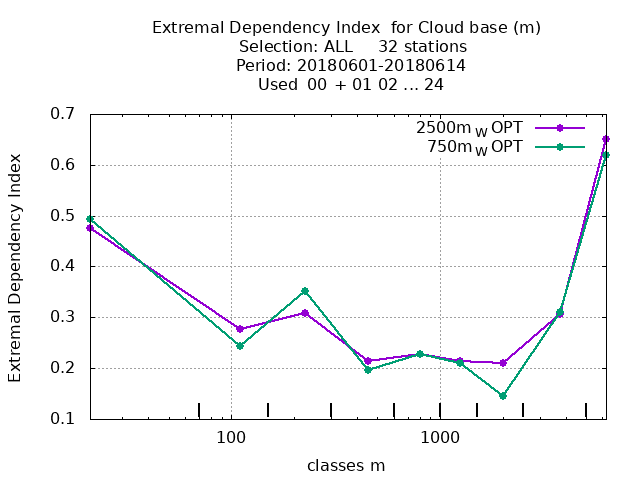 Extremal Dependency Index  for Cloud base (m)
Selection: ALL     32 stations
Period: 20180601-20180614
Used  00  + 01 02 ... 24
2500m W OPT
750m W OPT
Extremal Dependency Index
0.7
0.6
0.5
0.4
0.3
0.2
0.1
100 1000
classes m